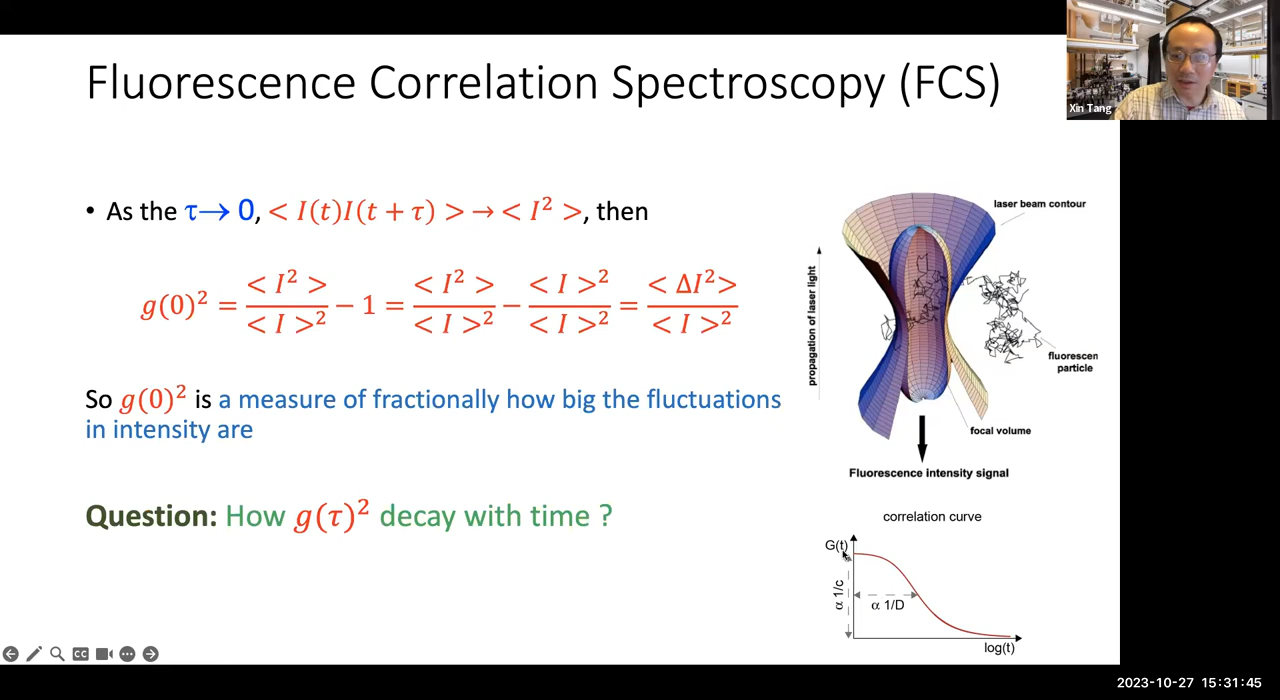 Fluorescence Correlation Spectroscopy (FCS)
Xin Tang
• As the τ→ 0, < I(t)I(t + τ) > → < I² >, then
g(0)² = < I² > / < I >² − 1 = < I² > / < I >² − < I >² / < I >² = < ΔI² > / < I >²
So g(0)² is a measure of fractionally how big the fluctuations
in intensity are
Question: How g(τ)² decay with time ?
laser beam contour
propagation of laser light
fluorescen
particle
focal volume
Fluorescence intensity signal
correlation curve
G(t)
α 1/c
α 1/D
log(t)
CC
2023-10-27 15:31:45